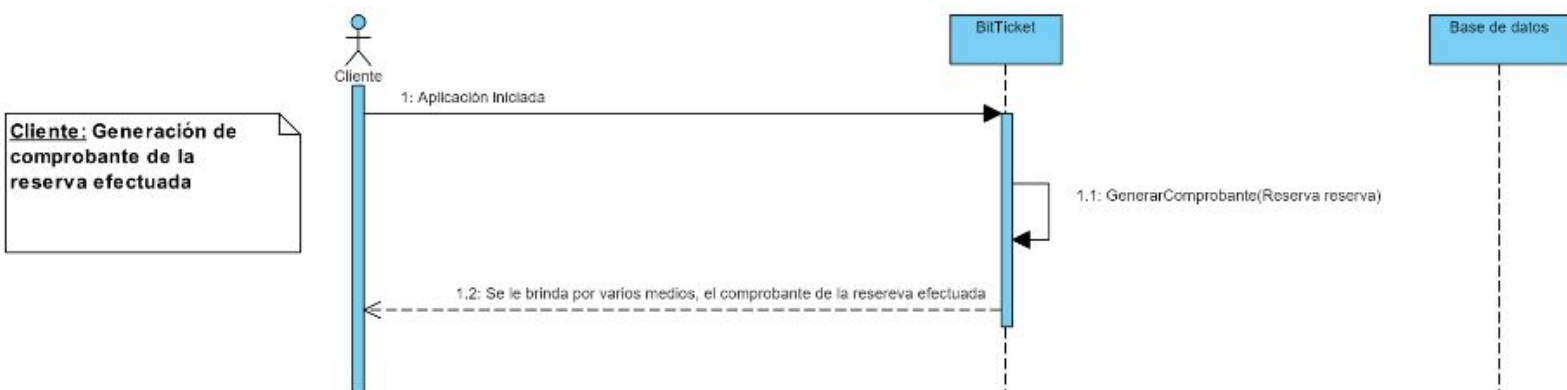 BitTicket
Base de datos
Cliente
1: Aplicación Iniciada
Cliente: Generación de
comprobante de la
reserva efectuada
1.1: GenerarComprobante(Reserva reserva)
1.2: Se le brinda por varios medios, el comprobante de la resereva efectuada